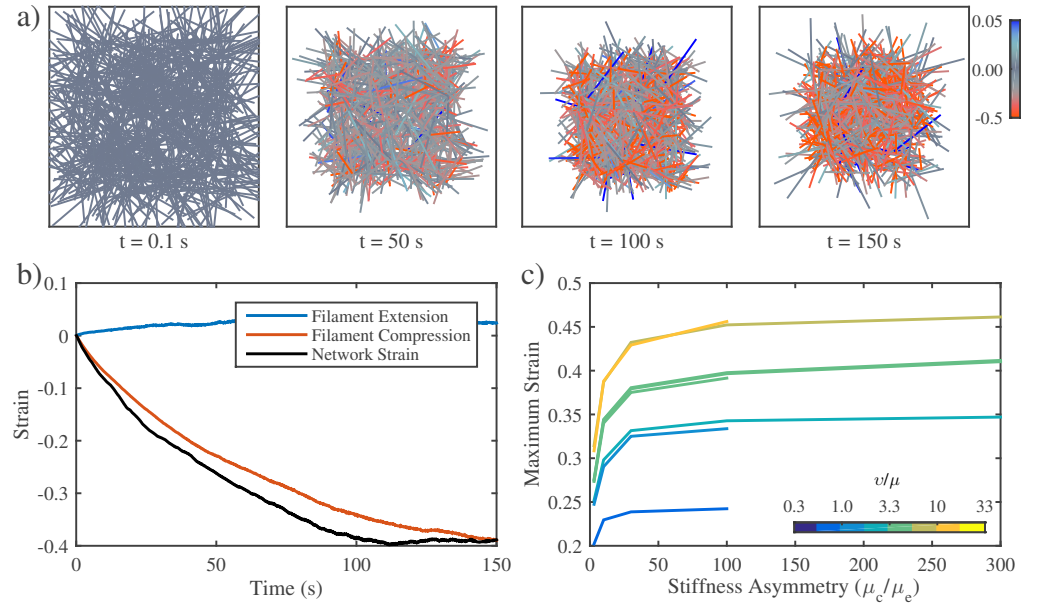 a)
0.05
0.00
-0.5
t = 0.1 s
t = 50 s
t = 100 s
t = 150 s
b)
0.1
0
-0.1
-0.2
-0.3
-0.4
Strain
Filament Extension
Filament Compression
Network Strain
0
50
100
150
Time (s)
c)
0.5
0.45
0.4
0.35
0.3
0.25
0.2
Maximum Strain
υ/μ
0.3
1.0
3.3
10
33
0
50
100
150
200
250
300
Stiffness Asymmetry (μc/μe)